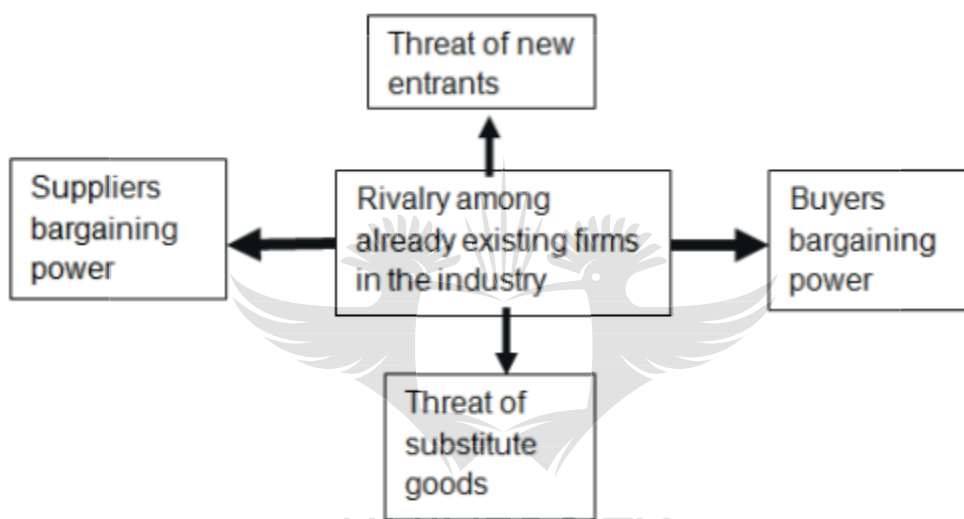 Threat of new
entrants
Suppliers
bargaining
power
Rivalry among
already existing firms
in the industry
Buyers
bargaining
power
Threat of
substitute
goods